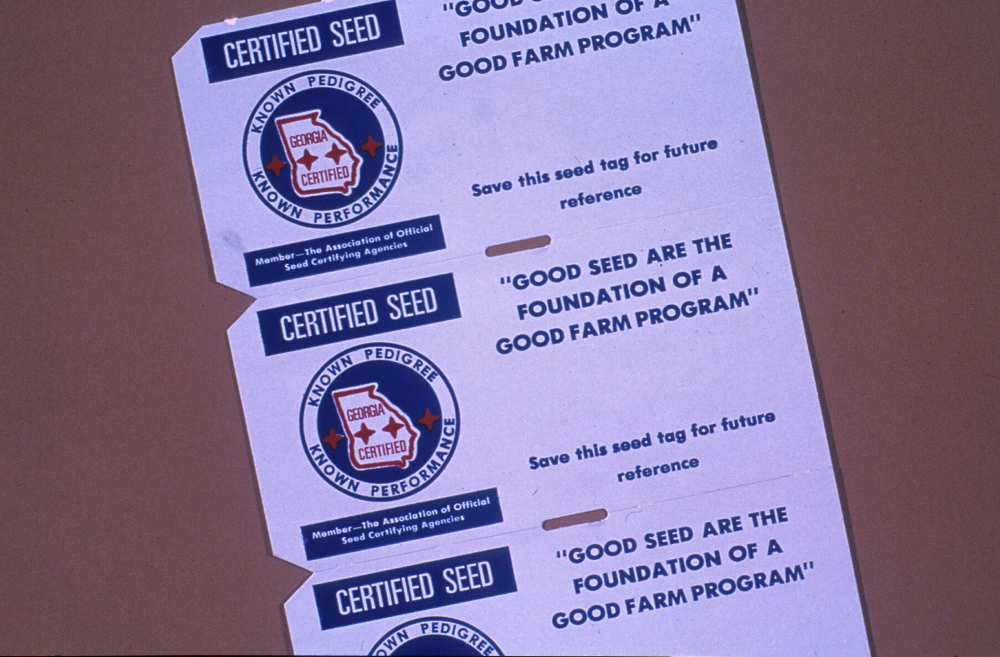 CERTIFIED SEED
KNOWN PEDIGREE
GEORGIA
CERTIFIED
KNOWN PERFORMANCE
Member—The Association of Official
Seed Certifying Agencies
"GOOD
FOUNDATION OF A
GOOD FARM PROGRAM"
Save this seed tag for future
reference
CERTIFIED SEED
KNOWN PEDIGREE
GEORGIA
CERTIFIED
KNOWN PERFORMANCE
Member—The Association of Official
Seed Certifying Agencies
"GOOD SEED ARE THE
FOUNDATION OF A
GOOD FARM PROGRAM"
Save this seed tag for future
reference
CERTIFIED SEED
PEDIGREE
"GOOD SEED ARE THE
FOUNDATION OF A
GOOD FARM PROGRAM"